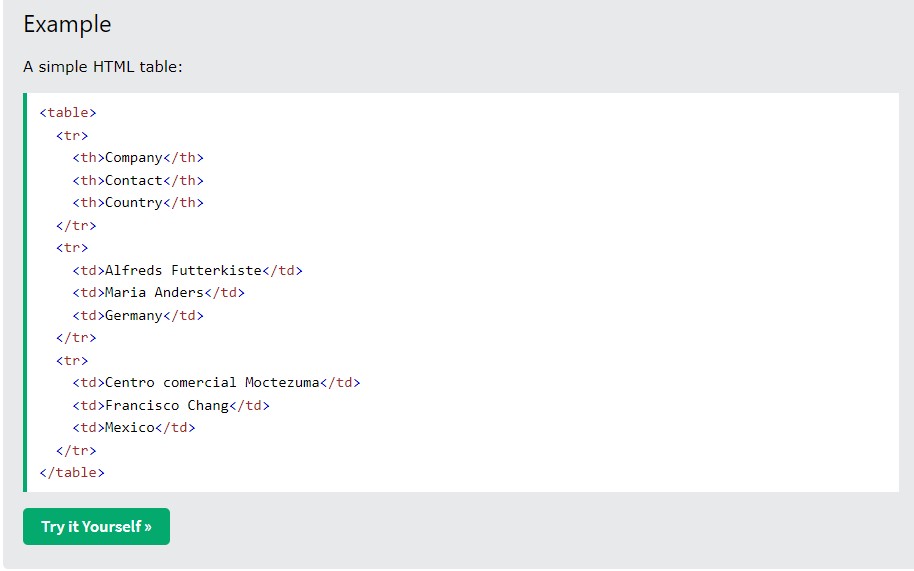 Example
A simple HTML table:
<table>
  <tr>
    <th>Company</th>
    <th>Contact</th>
    <th>Country</th>
  </tr>
  <tr>
    <td>Alfreds Futterkiste</td>
    <td>Maria Anders</td>
    <td>Germany</td>
  </tr>
  <tr>
    <td>Centro comercial Moctezuma</td>
    <td>Francisco Chang</td>
    <td>Mexico</td>
  </tr>
</table>
Try it Yourself »